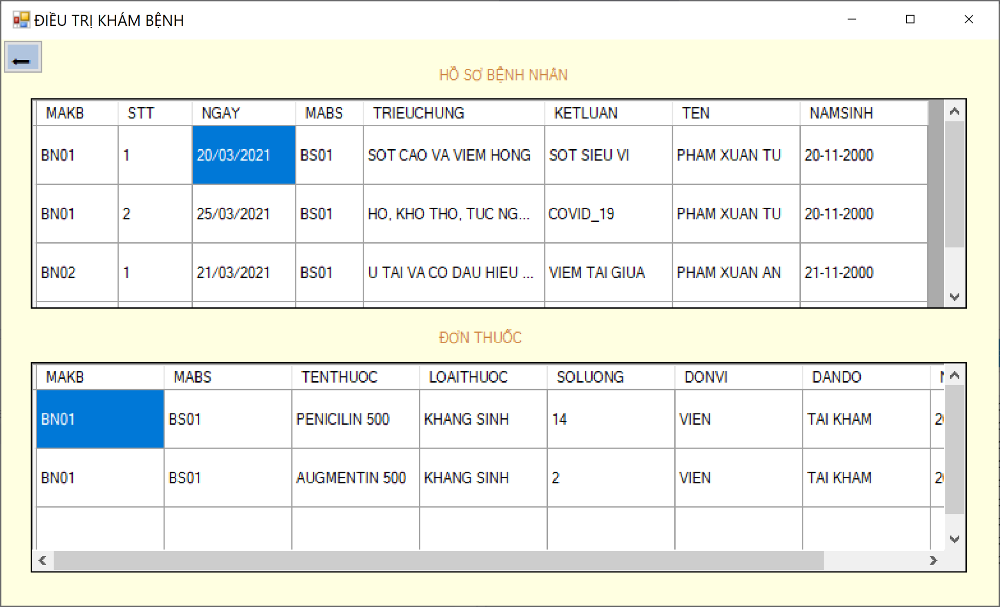 ĐIỀU TRỊ KHÁM BỆNH
HỒ SƠ BỆNH NHÂN
MAKB STT NGAY MABS TRIEUCHUNG KETLUAN TEN NAMSINH
BN01 1 20/03/2021 BS01 SOT CAO VA VIEM HONG SOT SIEU VI PHAM XUAN TU 20-11-2000
BN01 2 25/03/2021 BS01 HO, KHO THO, TUC NG... COVID_19 PHAM XUAN TU 20-11-2000
BN02 1 21/03/2021 BS01 U TAI VA CO DAU HIEU ... VIEM TAI GIUA PHAM XUAN AN 21-11-2000
ĐƠN THUỐC
MAKB MABS TENTHUOC LOAITHUOC SOLUONG DONVI DANDO
BN01 BS01 PENICILIN 500 KHANG SINH 14 VIEN TAI KHAM
BN01 BS01 AUGMENTIN 500 KHANG SINH 2 VIEN TAI KHAM